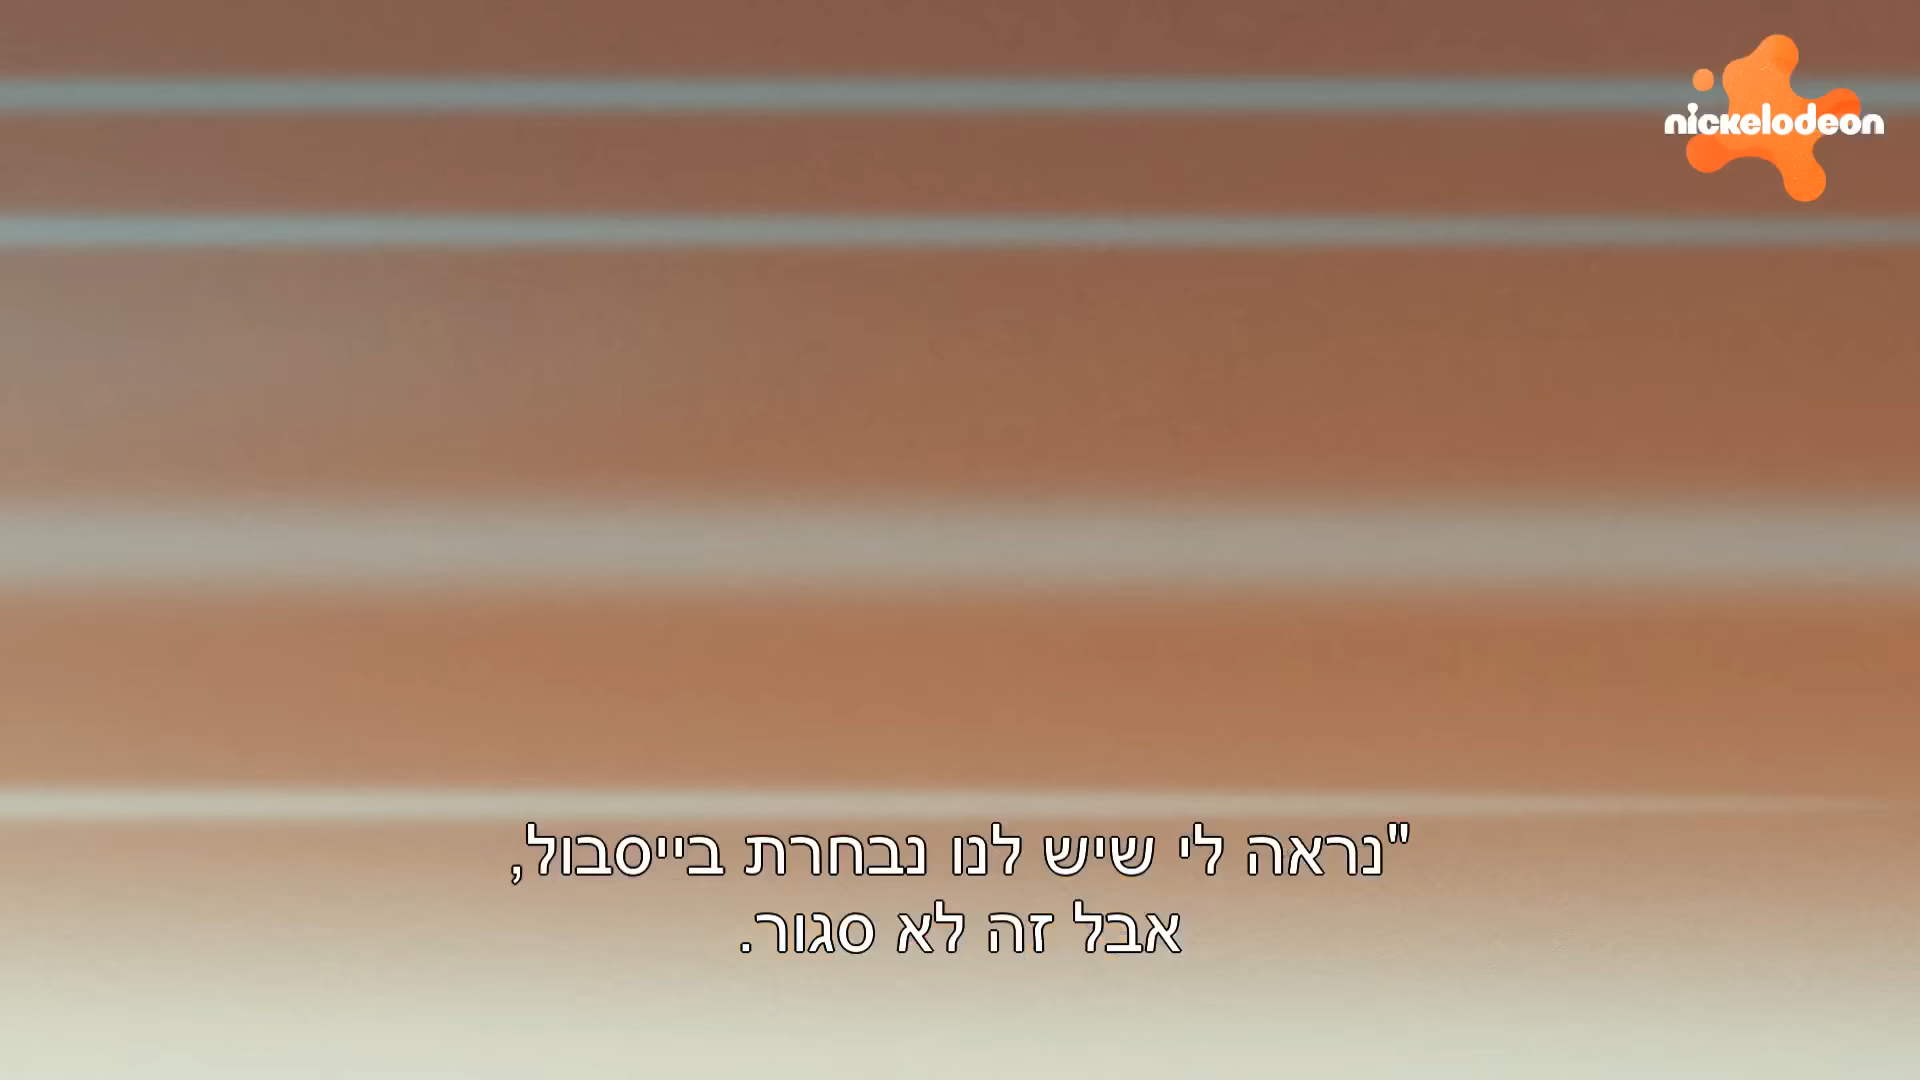 nickelodeon
"נראה לי שיש לנו נבחרת בייסבול,
אבל זה לא סגור.